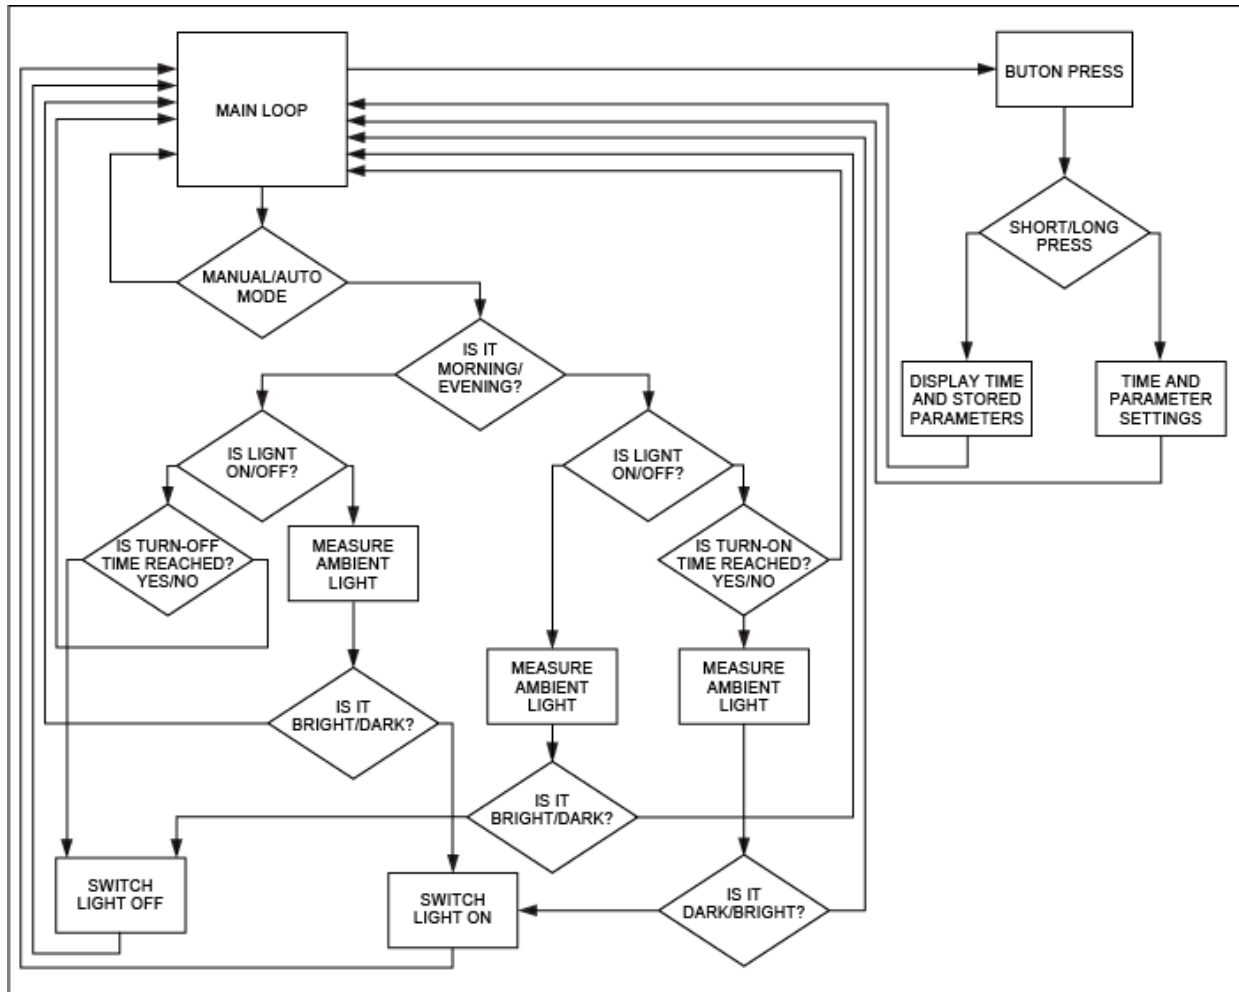 MAIN LOOP
BUTON PRESS
SHORT/LONG
PRESS
MANUAL/AUTO
MODE
IS IT
MORNING/
EVENING?
DISPLAY TIME
AND STORED
PARAMETERS
TIME AND
PARAMETER
SETTINGS
IS LIGNT
ON/OFF?
IS LIGNT
ON/OFF?
IS TURN-OFF
TIME REACHED?
YES/NO
MEASURE
AMBIENT
LIGHT
IS TURN-ON
TIME REACHED?
YES/NO
MEASURE
AMBIENT
LIGHT
MEASURE
AMBIENT
LIGHT
IS IT
BRIGHT/DARK?
IS IT
BRIGHT/DARK?
SWITCH
LIGHT OFF
SWITCH
LIGHT ON
IS IT
DARK/BRIGHT?